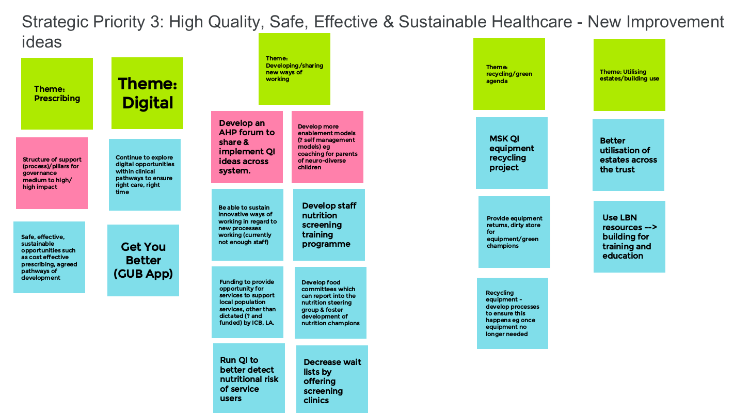 Strategic Priority 3: High Quality, Safe, Effective & Sustainable Healthcare - New Improvement
ideas
Theme:
Prescribing
Structure of support
(process)/pillars for
governance
medium to high/
high impact
Safe, effective,
sustainable
opportunities such
as cost effective
prescribing, agreed
pathways of
development
Theme:
Digital
Continue to explore
digital opportunities
within clinical
pathways to ensure
right care, right
time
Get You
Better
(GUB App)
Theme:
Developing/sharing
new ways of
working
Develop an
AHP forum to
share &
implement QI
ideas across
system.
Develop more
enablement models
(? self management
models) eg
coaching for parents
of neuro-diverse
children
Be able to sustain
innovative ways of
working in regard to
new processes
working (currently
not enough staff)
Develop staff
nutrition
screening
training
programme
Funding to provide
opportunity for
services to support
local population
services, other than
dictated (? and
funded) by ICB, LA.
Develop food
committees which
can report into the
nutrition steering
group & foster
development of
nutrition champions
Run QI to
better detect
nutritional risk
of service
users
Decrease wait
lists by
offering
screening
clinics
Theme:
recycling/green
agenda
MSK QI
equipment
recycling
project
Provide equipment
returns, dirty store
for
equipment/green
champions
Recycling
equipment -
develop processes
to ensure this
happens eg once
equipment no
longer needed
Theme: Utilising
estates/building use
Better
utilisation of
estates across
the trust
Use LBN
resources -->
building for
training and
education